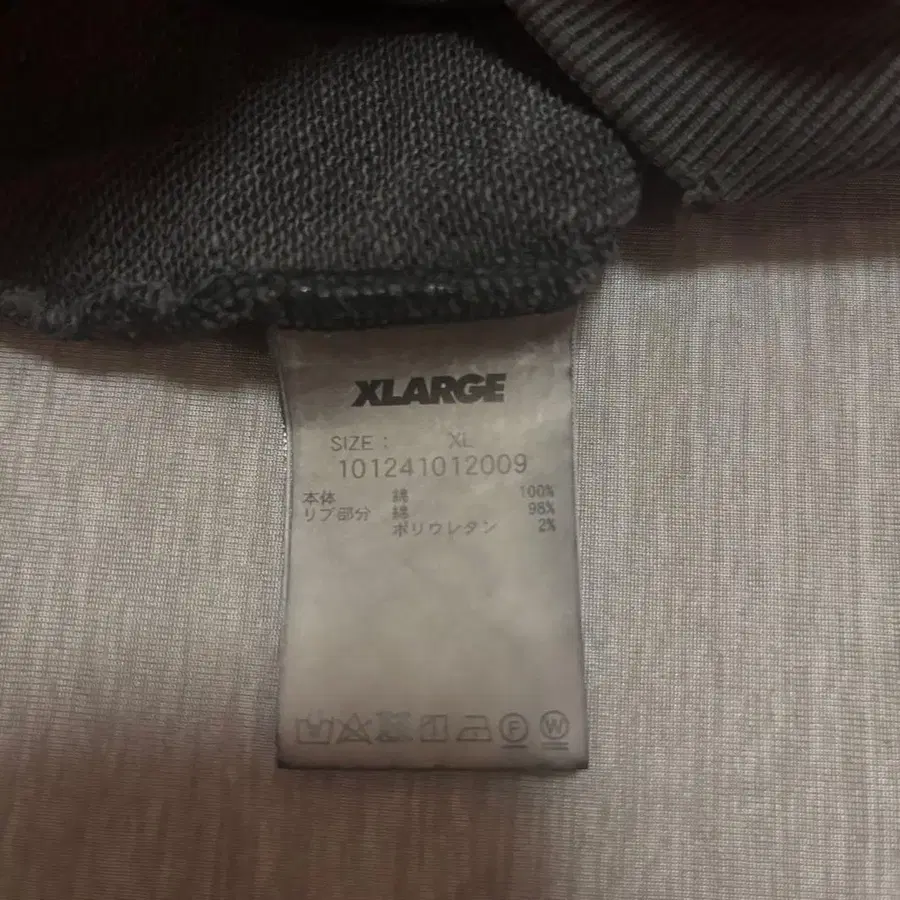 XLARGE
SIZE : XL
101241012009
本体 綿 100%
リブ部分 綿 98%
ポリウレタン 2%
F W